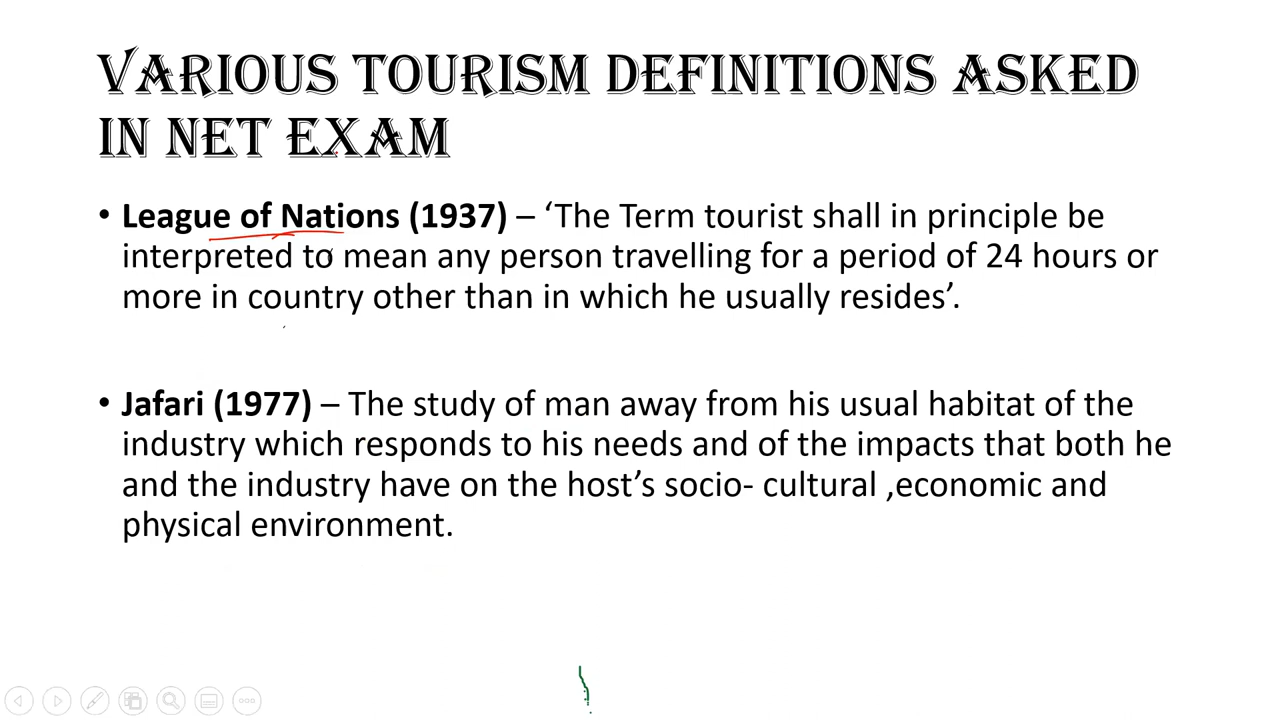 VARIOUS TOURISM DEFINITIONS ASKED
IN NET EXAM
• League of Nations (1937) – ‘The Term tourist shall in principle be
interpreted to mean any person travelling for a period of 24 hours or
more in country other than in which he usually resides’.
• Jafari (1977) – The study of man away from his usual habitat of the
industry which responds to his needs and of the impacts that both he
and the industry have on the host’s socio- cultural ,economic and
physical environment.